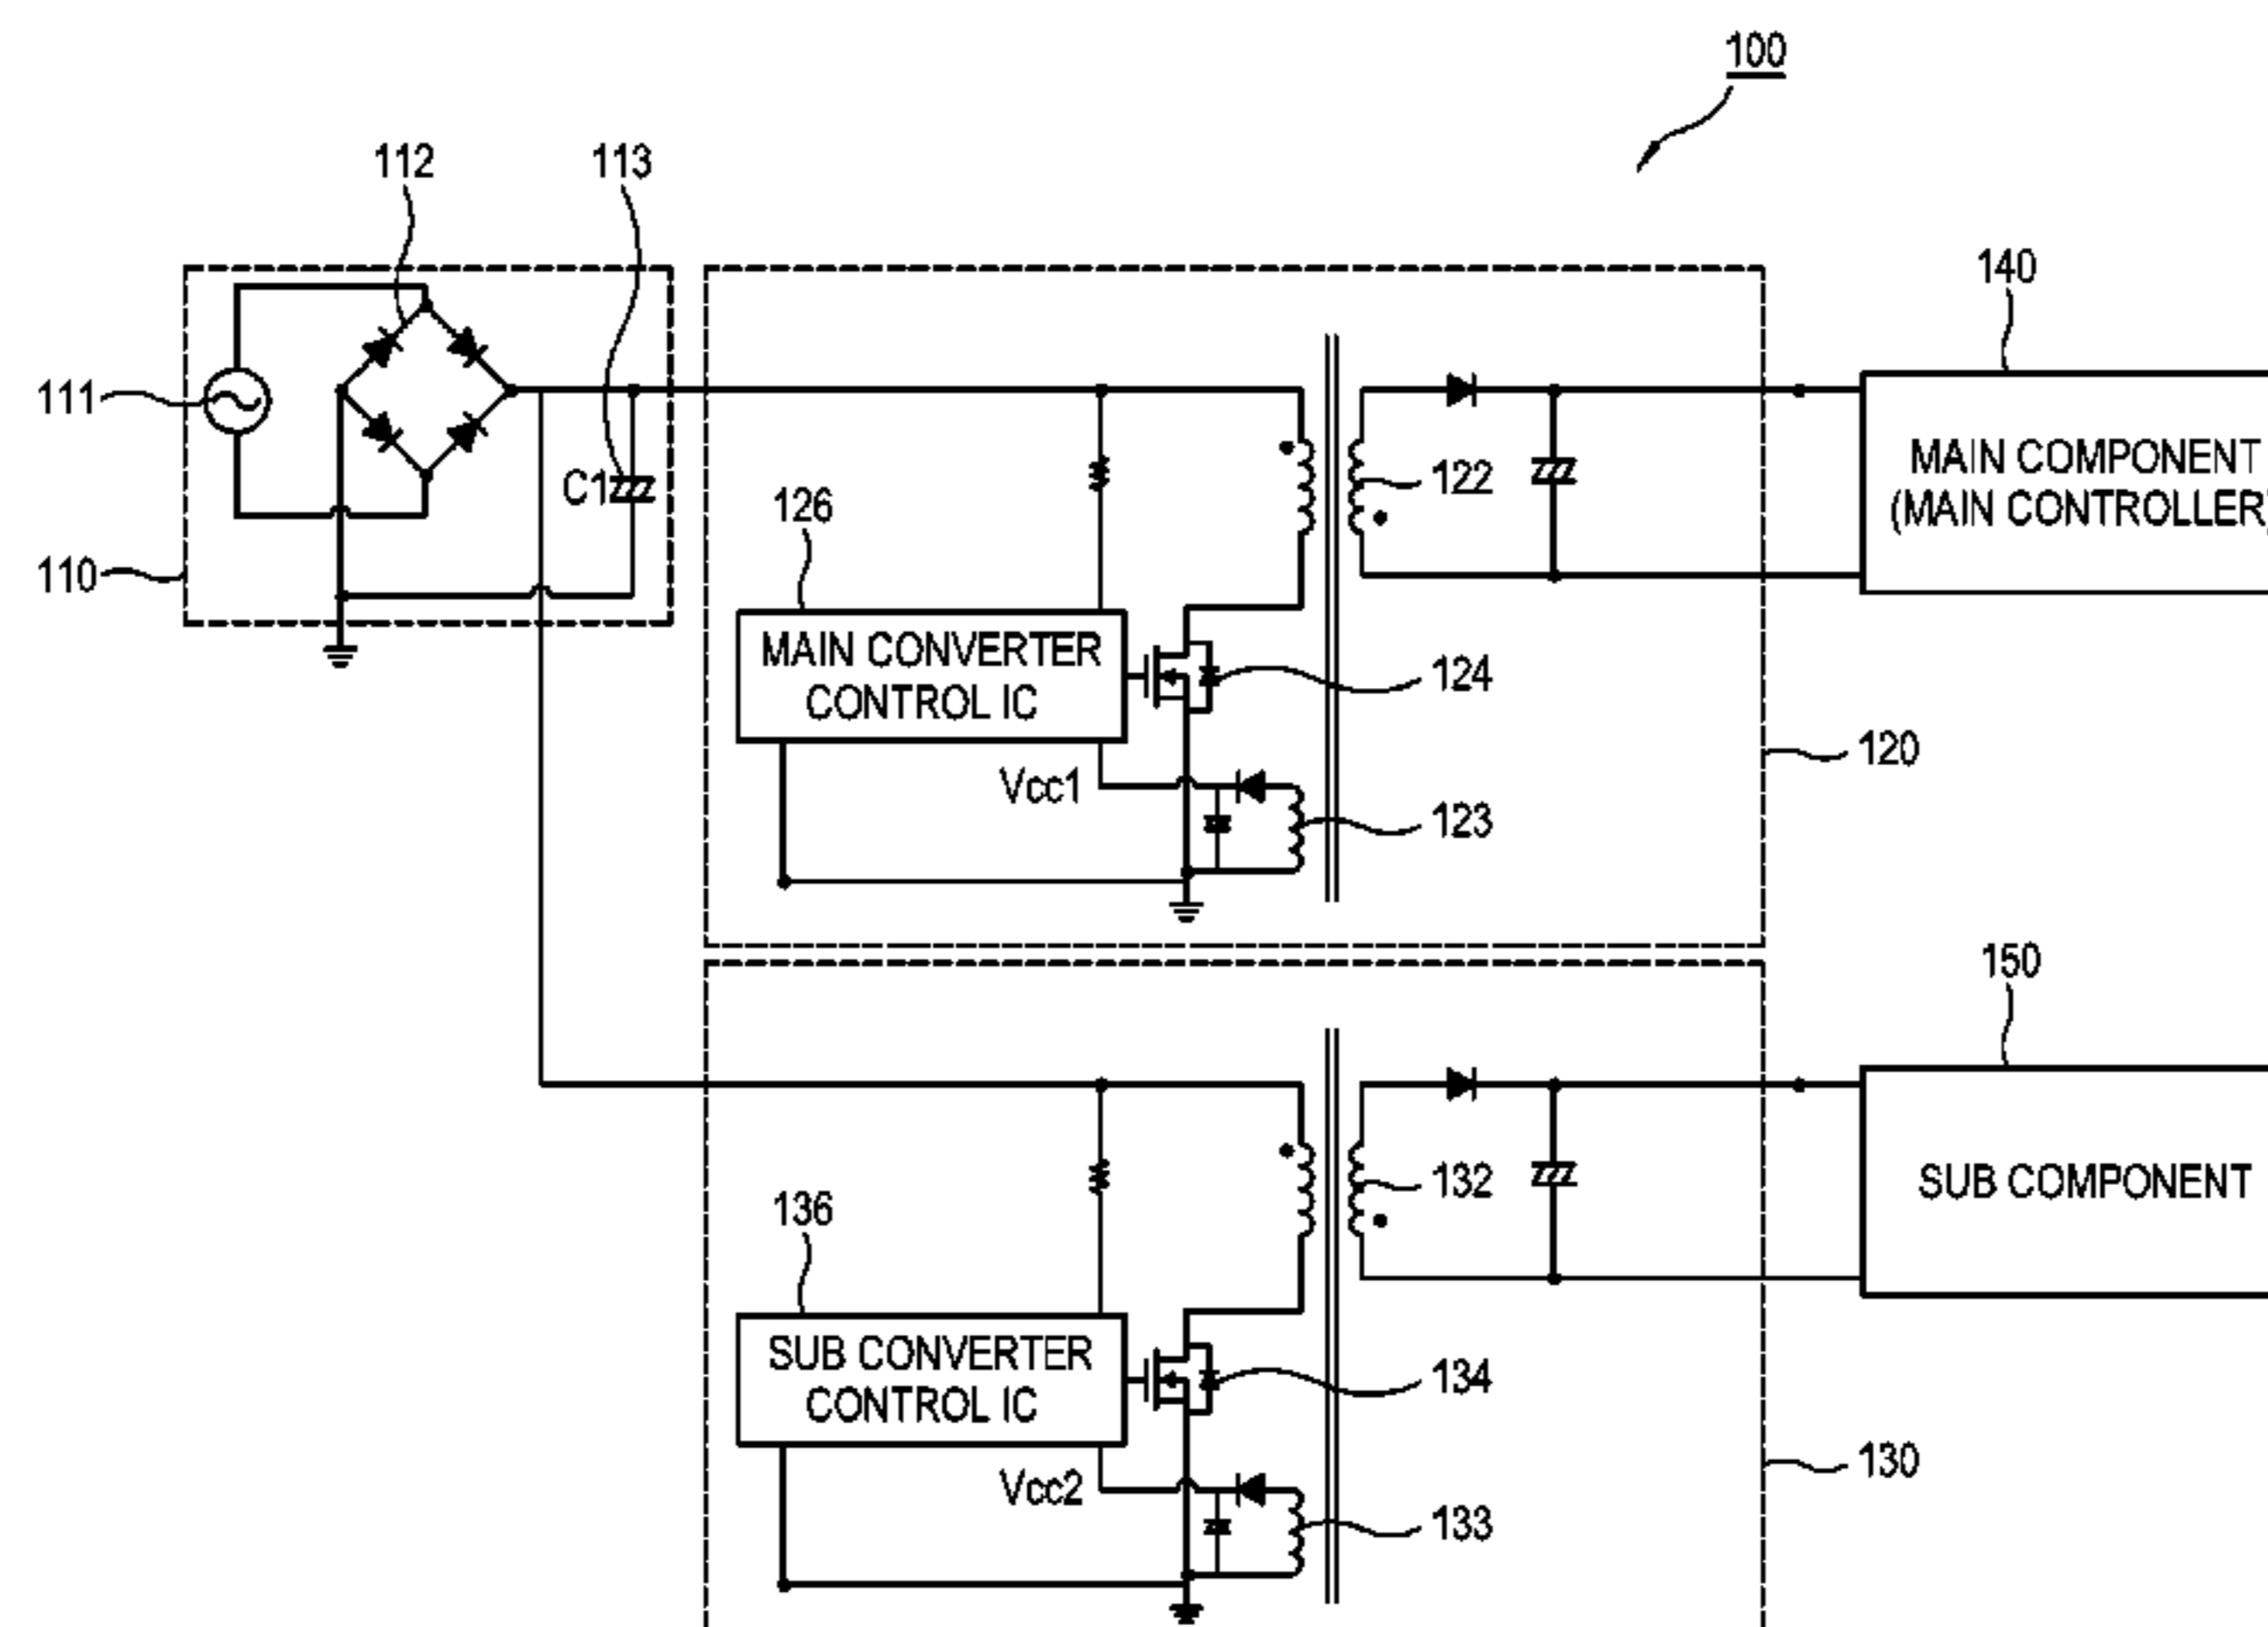 100
112
113
140
111
C1
MAIN COMPONENT
(MAIN CONTROLLER)
122
126
110
MAIN CONVERTER
CONTROL IC
124
120
Vcc1
123
150
132
SUB COMPONENT
136
SUB CONVERTER
CONTROL IC
134
130
Vcc2
133